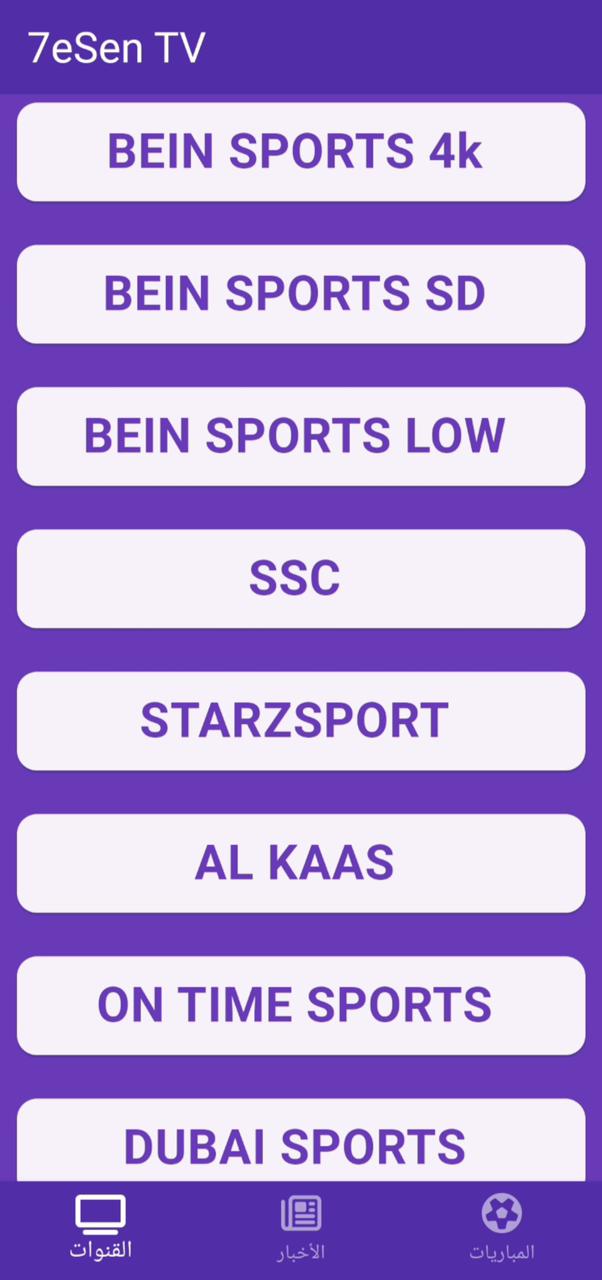 7eSen TV
BEIN SPORTS 4k
BEIN SPORTS SD
BEIN SPORTS LOW
SSC
STARZSPORT
AL KAAS
ON TIME SPORTS
DUBAI SPORTS
القنوات
الأخبار
المباريات